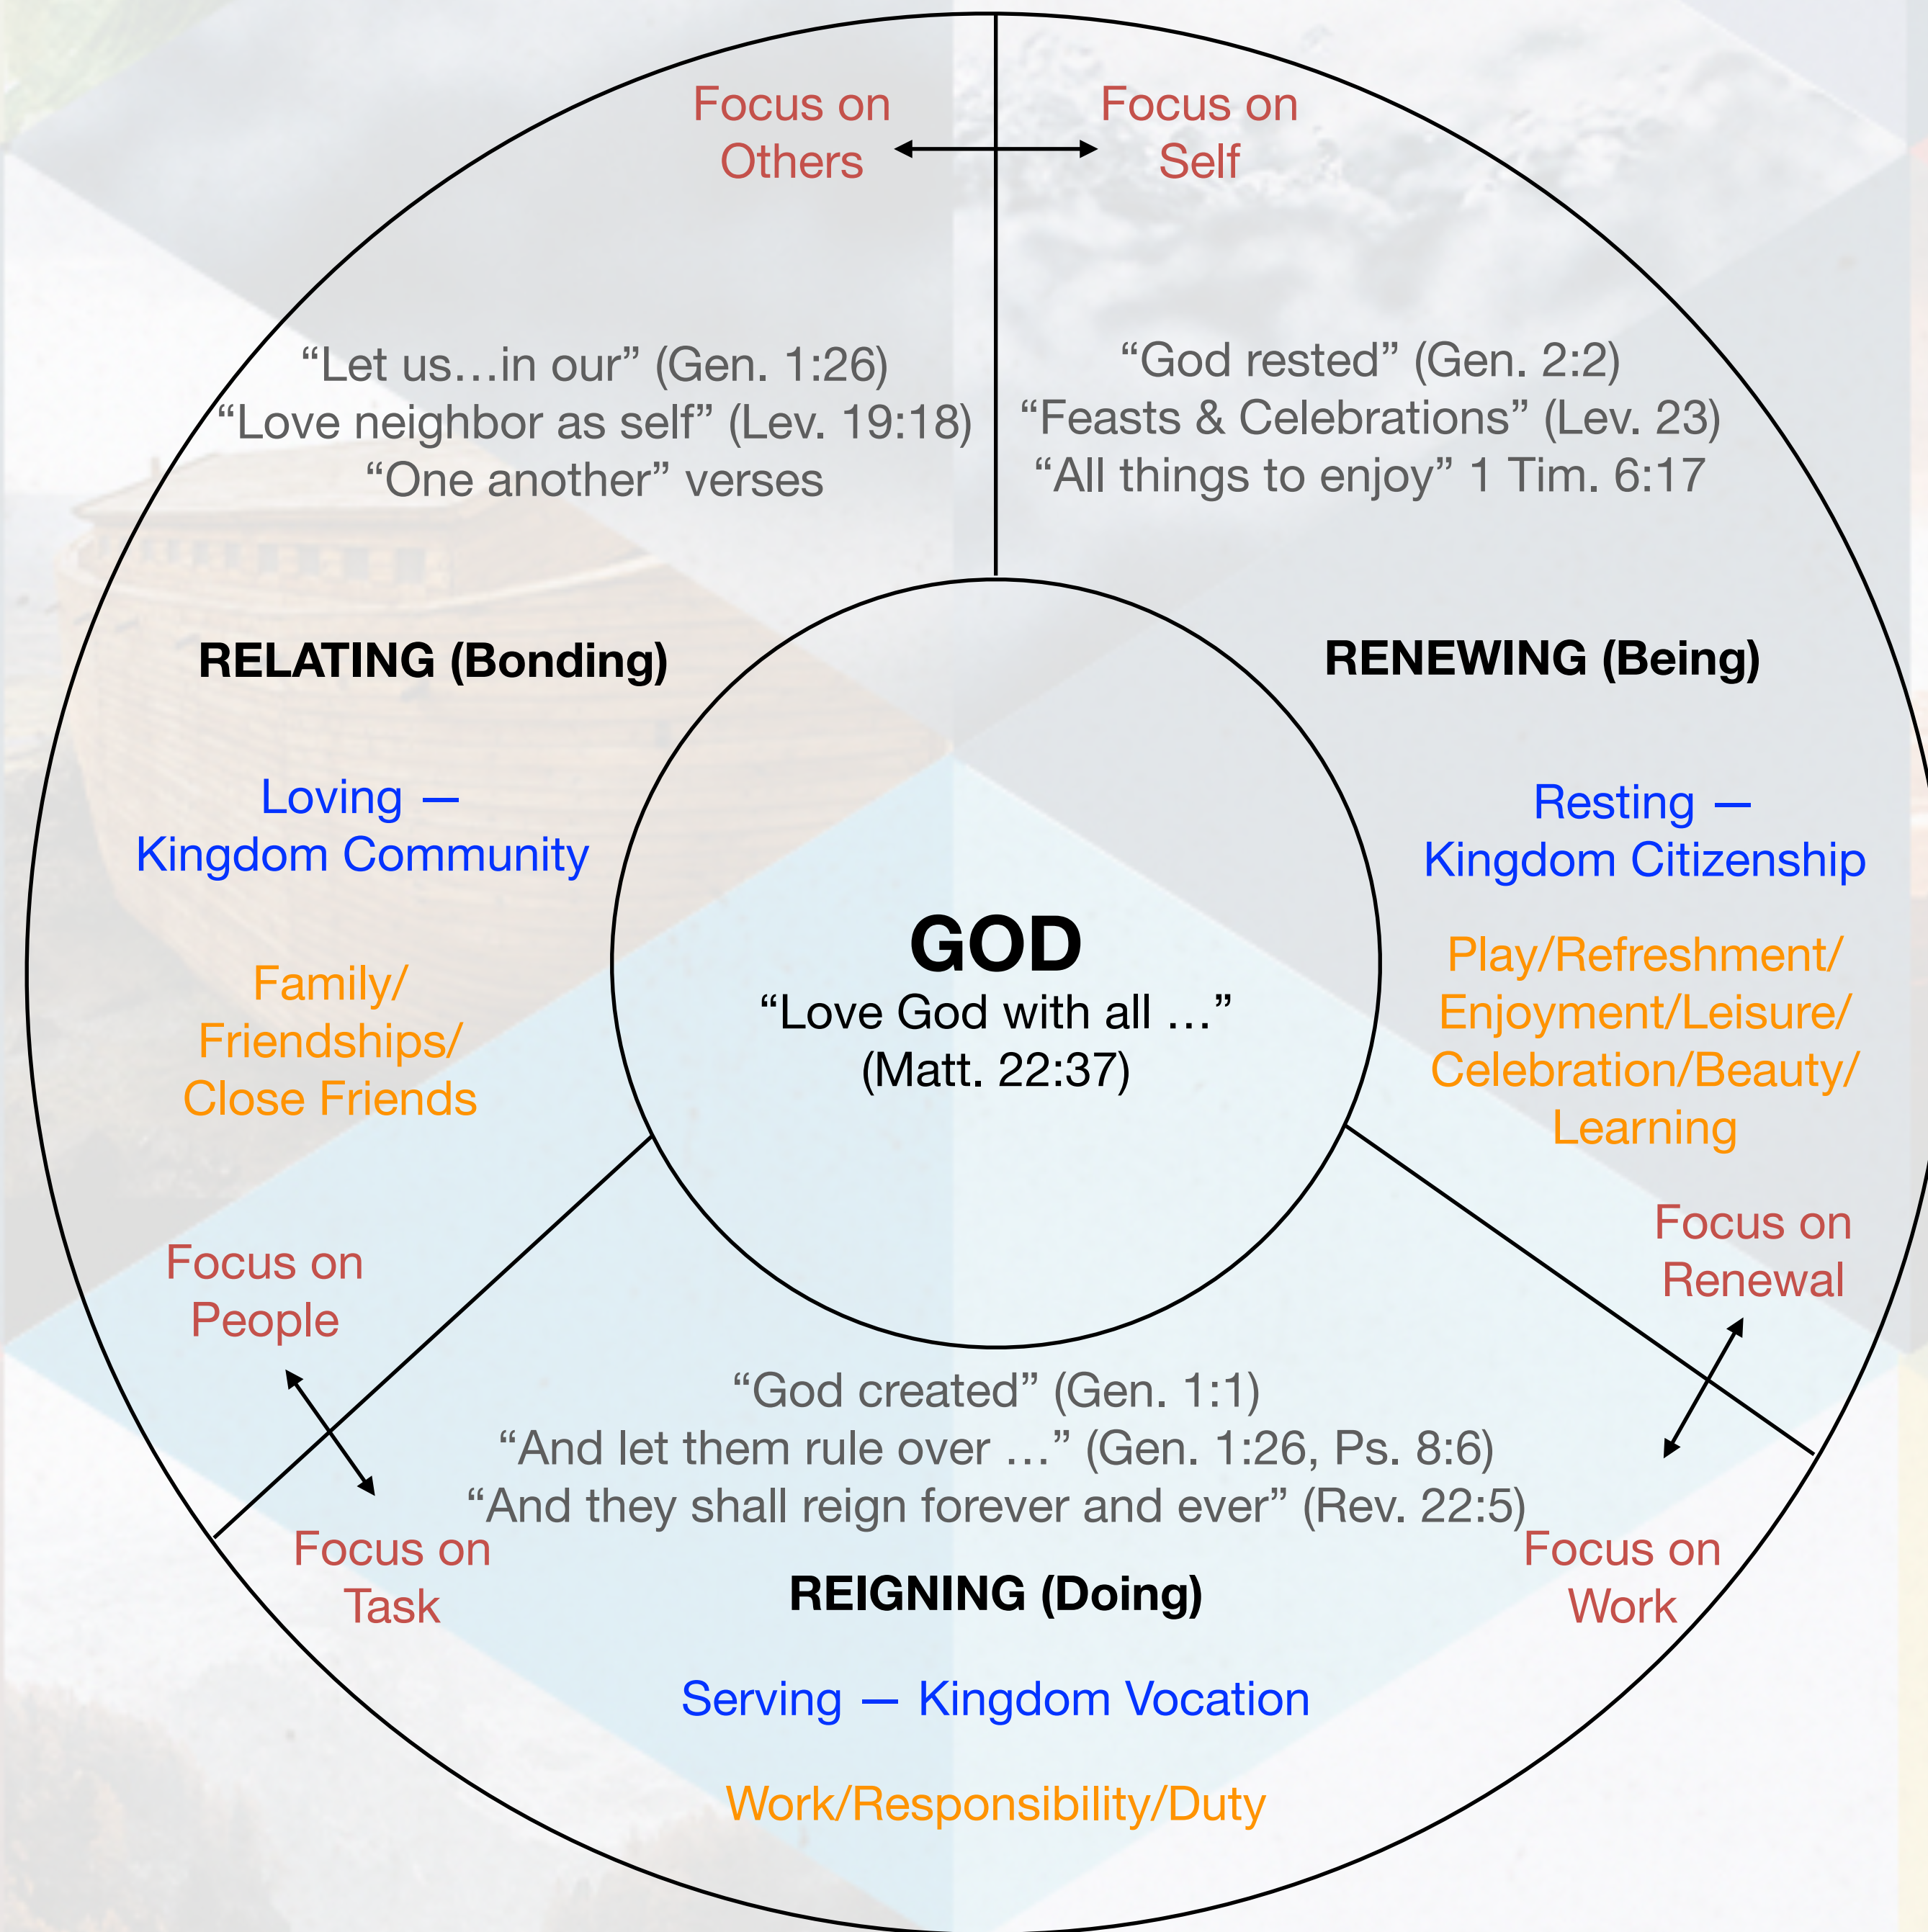 Focus on
Others
Focus on
Self
“Let us…in our” (Gen. 1:26)
“Love neighbor as self” (Lev. 19:18)
“One another” verses
“God rested” (Gen. 2:2)
“Feasts & Celebrations” (Lev. 23)
“All things to enjoy” 1 Tim. 6:17
RELATING (Bonding)
Loving —
Kingdom Community
Family/
Friendships/
Close Friends
RENEWING (Being)
Resting —
Kingdom Citizenship
Play/Refreshment/
Enjoyment/Leisure/
Celebration/Beauty/
Learning
GOD
“Love God with all …”
(Matt. 22:37)
Focus on
People
Focus on
Task
Focus on
Renewal
Focus on
Work
“God created” (Gen. 1:1)
“And let them rule over …” (Gen. 1:26, Ps. 8:6)
“And they shall reign forever and ever” (Rev. 22:5)
REIGNING (Doing)
Serving — Kingdom Vocation
Work/Responsibility/Duty